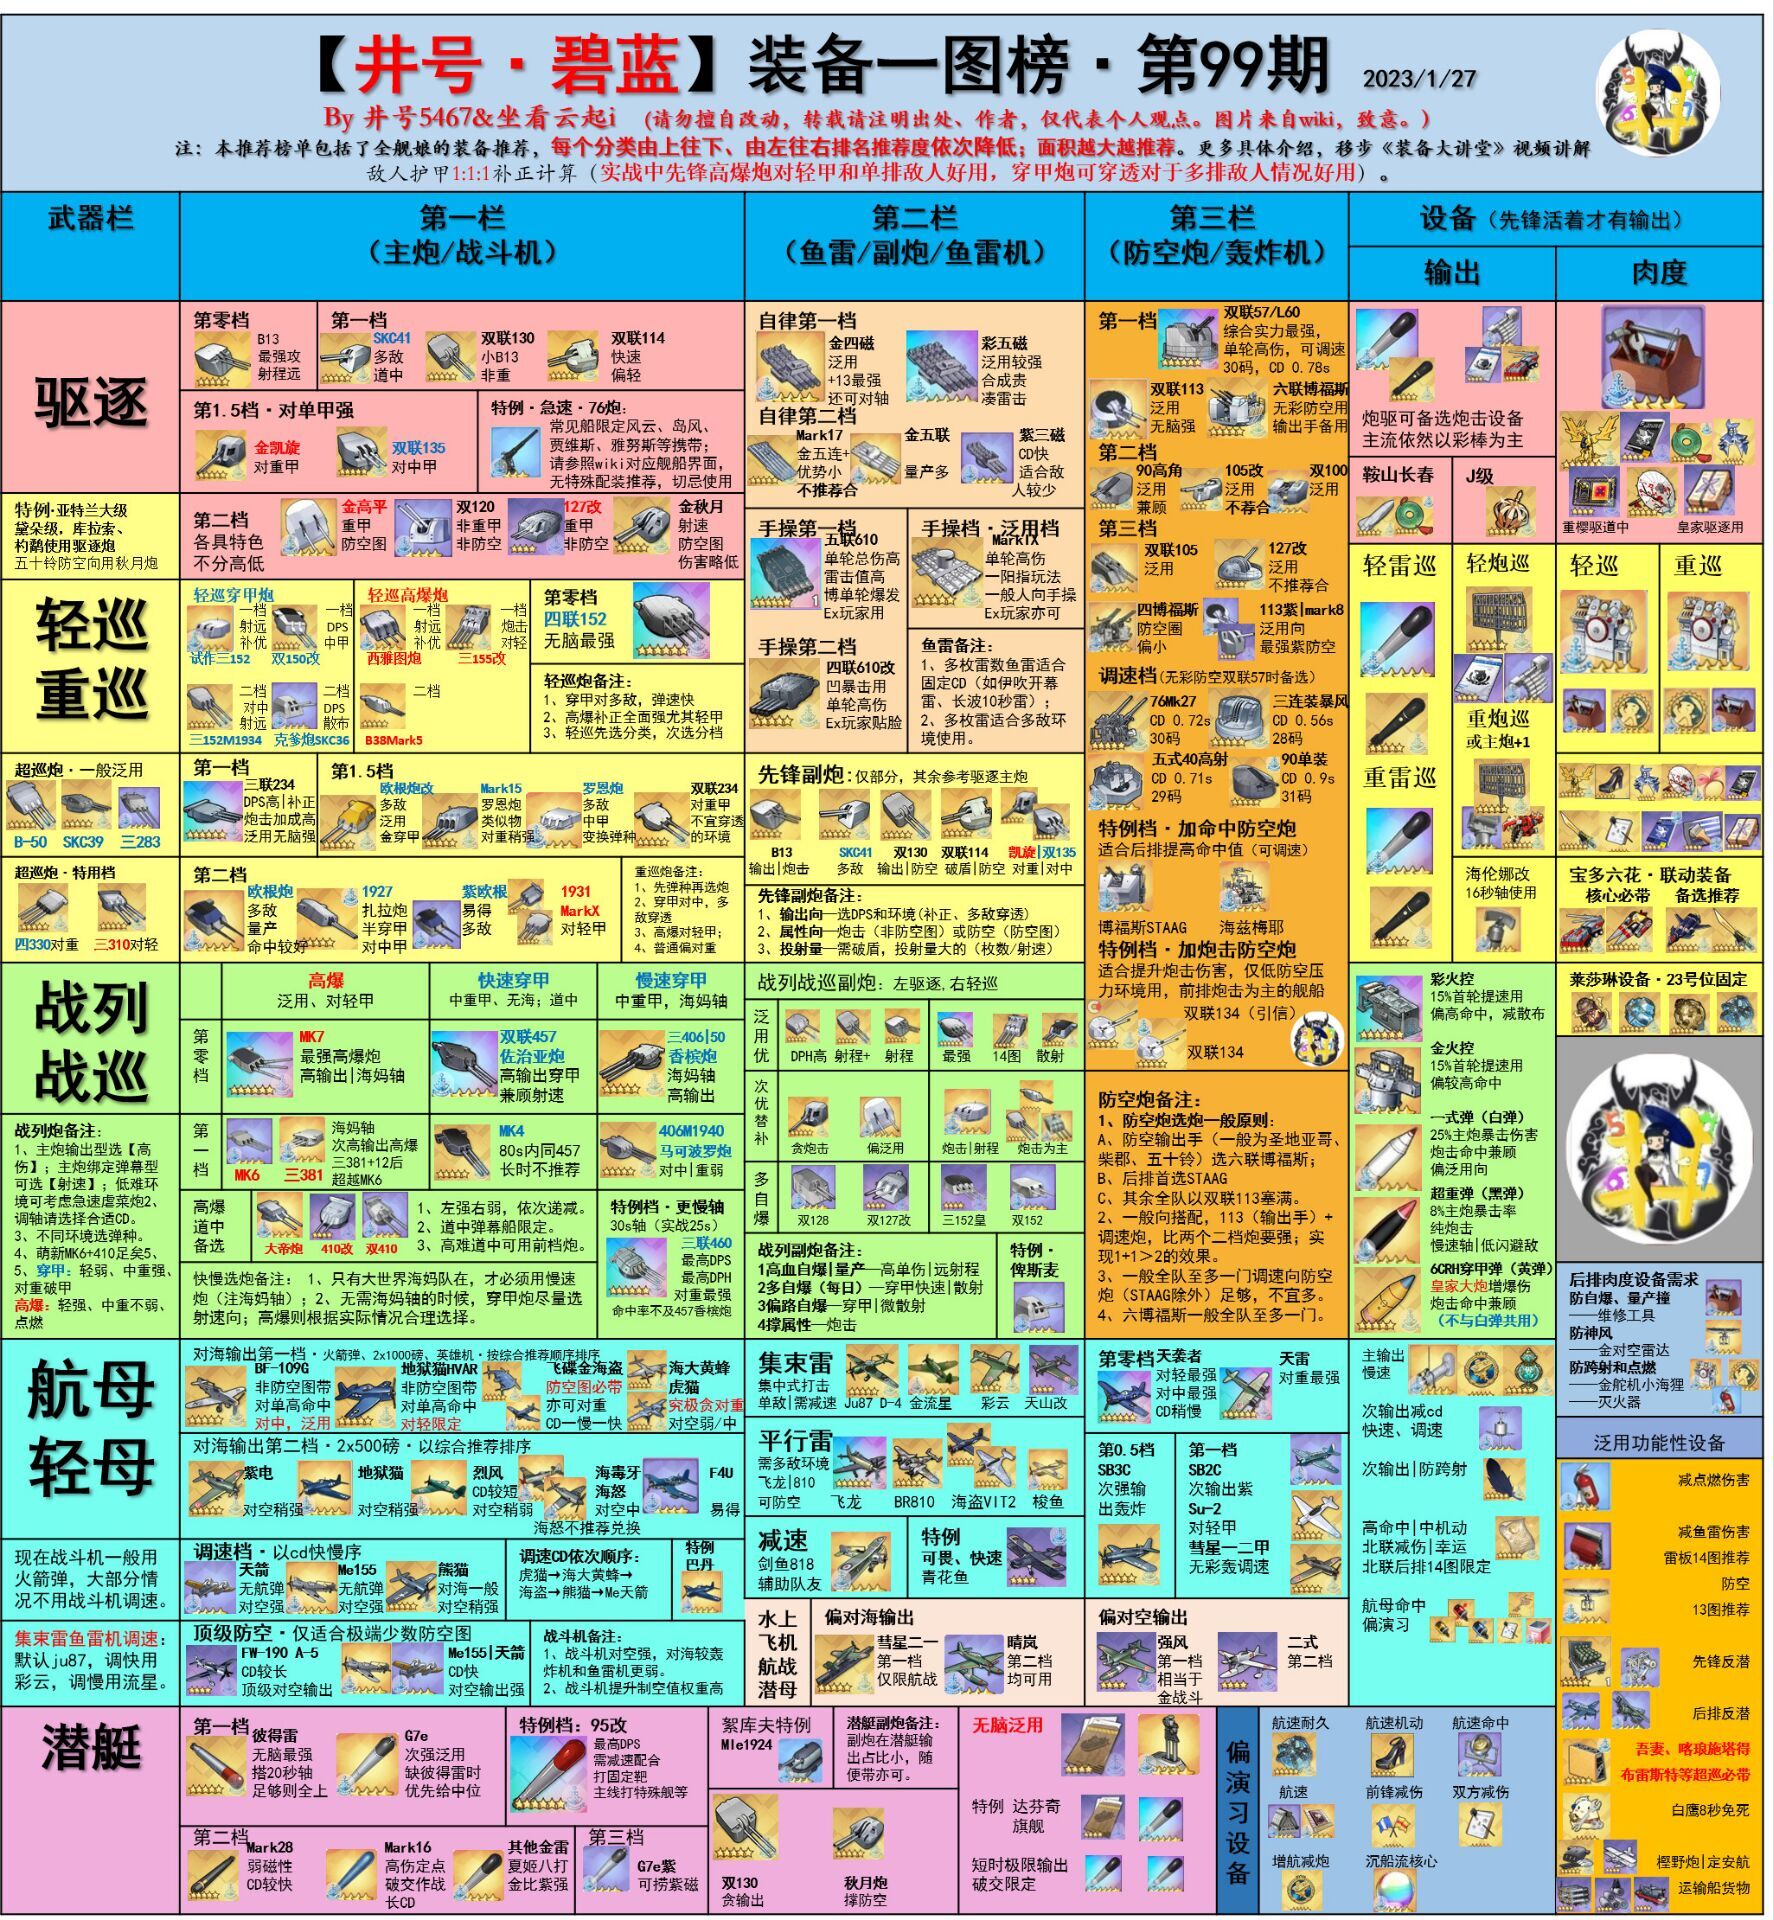 【井号·碧蓝】装备一图榜·第99期 2023/1/27
By 井号5467&坐看云起i （请勿擅自改动，转载请注明出处、作者，仅代表个人观点。图片来自wiki，致意。）
注：本推荐榜单包括了全舰娘的装备推荐，每个分类由上往下、由左往右排名推荐度依次降低；面积越大越推荐。更多具体介绍，移步《装备大讲堂》视频讲解
敌人护甲1:1:1补正计算（实战中先锋高爆炮对轻甲和单排敌人好用，穿甲炮可穿透对于多排敌人情况好用）。
武器栏
第一栏
（主炮/战斗机）
第二栏
（鱼雷/副炮/鱼雷机）
第三栏
（防空炮/轰炸机）
设备（先锋活着才有输出）
输出
肉度
驱逐
第零档
B13
最强攻
射程远
第一档
SKC41
多敌
道中
双联130
小B13
非重
双联114
快速
偏轻
第1.5档·对单甲强
金凯旋
对重甲
双联135
对中甲
特例·急速·76炮：
常见船限定风云、岛风、
贾维斯、雅努斯等携带；
请参照wiki对应舰船界面，
无特殊配装推荐，切忌使用
特例·亚特兰大级
黛朵级，库拉索、
杓鹬使用驱逐炮
五十铃防空向用秋月炮
第二档
各具特色
不分高低
金高平
重甲
防空图
双120
非重甲
非防空
127改
重甲
非防空
金秋月
射速
防空图
伤害略低
自律第一档
金四磁
泛用
+13最强
还可对轴
彩五磁
泛用较强
合成贵
凑雷击
自律第二档
Mark17
金五连+
优势小
不推荐合
金五联
量产多
紫三磁
CD快
适合敌
人较少
手操第一档
五联610
单轮总伤高
雷击值高
博单轮爆发
Ex玩家用
手操档·泛用档
MarkIX
单轮高伤
一阳指玩法
一般人向手操
Ex玩家亦可
手操第二档
四联610改
凹暴击用
单轮高伤
Ex玩家贴脸
鱼雷备注：
1、多枚雷数鱼雷适合
固定CD（如伊吹开幕
雷、长波10秒雷）；
2、多枚雷适合多敌环
境使用。
第一档
双联57/L60
综合实力最强，
单轮高伤，可调速
30码，CD 0.78s
双联113
泛用
无脑强
六联博福斯
无彩防空用
输出手备用
第二档
90高角
泛用
兼顾
105改
泛用
不荐合
双100
泛用
第三档
双联105
泛用
127改
泛用
不推荐合
四博福斯
防空圈
偏小
113紫|mark8
泛用向
最强紫防空
调速档(无彩防空双联57时备选)
76Mk27
CD 0.72s
30码
三连装暴风
CD 0.56s
28码
五式40高射
CD 0.71s
29码
90单装
CD 0.9s
31码
特例档·加命中防空炮
适合后排提高命中值（可调速）
博福斯STAAG
海兹梅耶
特例档·加炮击防空炮
适合提升炮击伤害，仅低防空压
力环境用，前排炮击为主的舰船
双联134（引信）
双联134
防空炮备注：
1、防空炮选炮一般原则：
A、防空输出手（一般为圣地亚哥、
柴郡、五十铃）选六联博福斯；
B、后排首选STAAG
C、其余全队以双联113塞满。
2、一般向搭配，113（输出手）+
调速炮，比两个二档炮要强；实
现1+1＞2的效果。
3、一般全队至多一门调速向防空
炮（STAAG除外）足够，不宜多。
4、六博福斯一般全队至多一门。
炮驱可备选炮击设备
主流依然以彩棒为主
鞍山长春
J级
重樱驱道中
皇家驱逐用
轻雷巡
轻炮巡
重炮巡
或主炮+1
重雷巡
海伦娜改
16秒轴使用
轻巡
重巡
宝多六花·联动装备
核心必带
备选推荐
莱莎琳设备·23号位固定
轻巡
重巡
轻巡穿甲炮
一档
射远
补优
试作三152
一档
DPS
中甲
双150改
轻巡高爆炮
一档
射远
补优
西雅图炮
一档
炮击
对轻
三155改
二档
对中
射远
三152M1934
二档
DPS
散布
克爹炮SKC36
二档
B38Mark5
第零档
四联152
无脑最强
轻巡炮备注：
1、穿甲对多敌，弹速快
2、高爆补正全面强尤其轻甲
3、轻巡先选分类，次选分档
超巡炮·一般泛用
B-50
SKC39
三283
超巡炮·特用档
四330对重
三310对轻
第一档
三联234
DPS高|补正
炮击加成高
泛用无脑强
第1.5档
欧根炮改
多敌
泛用
金穿甲
Mark15
罗恩炮
类似物
对重稍强
罗恩炮
多敌
中甲
变换弹种
双联234
对重甲
不宜穿透
的环境
第二档
欧根炮
多敌
量产
命中较好
1927
扎拉炮
半穿甲
对中甲
紫欧根
易得
多敌
1931
MarkX
对轻甲
重巡炮备注：
1、先弹种再选炮
2、穿甲对中，多
敌穿透
3、高爆对轻甲；
4、普通偏对重
先锋副炮：仅部分，其余参考驱逐主炮
B13
输出|炮击
SKC41
多敌
双130
输出|防空
双联114
破盾|防空
凯旋|双135
对重|对中
先锋副炮备注：
1、输出向—选DPS和环境(补正、多敌穿透)
2、属性向—炮击（非防空图）或防空（防空图）
3、投射量—需破盾，投射量大的（枚数/射速）
战列
战巡
战列炮备注：
1、主炮输出型选【高
伤】；主炮绑定弹幕型
可选【射速】；低难环
境可考虑急速虐菜炮2、
调轴请选择合适CD。
3、不同环境选弹种。
4、萌新MK6+410足矣5、
5、穿甲：轻弱、中重强、
对重破甲
高爆：轻强、中重不弱、
点燃
高爆
泛用、对轻甲
快速穿甲
中重甲，无海；道中
慢速穿甲
中重甲，海妈轴
第零档
MK7
最强高爆炮
高输出|海妈轴
双联457
佐治亚炮
高输出穿甲
兼顾射速
三406|50
香槟炮
海妈轴
高输出
第一档
MK6
三381
海妈轴
次高输出高爆
三381+12后
超越MK6
MK4
80s内同457
长时不推荐
406M1940
马可波罗炮
对中|重弱
高爆
道中
备选
大帝炮
410改
双410
1、左强右弱，依次递减。
2、道中弹幕船限定。
3、高难道中可用前档炮。
特例档·更慢轴
30s轴（实战25s）
三联460
最高DPS
最高DPH
对重最强
命中率不及457香槟炮
快慢选炮备注： 1、只有大世界海妈队在，才必须用慢速
炮（注海妈轴）；2、无需海妈轴的时候，穿甲炮尽量选
射速向；高爆则根据实际情况合理选择。
战列战巡副炮：左驱逐,右轻巡
泛用优
DPH高
射程+
射程
最强
14图
散射
次优替补
贪炮击
偏泛用
炮击|射程
炮击为主
多自爆
双128
双127改
三152皇
双152
战列副炮备注：
1高血自爆|量产—高单伤|远射程
2多自爆（每日）—穿甲快速|散射
3偏路自爆—穿甲|微散射
4撑属性—炮击
特例·
俾斯麦
彩火控
15%首轮提速用
偏高命中，减散布
金火控
15%首轮提速用
偏较高命中
一式弹（白弹）
25%主炮暴击伤害
炮击命中兼顾
偏泛用向
超重弹（黑弹）
8%主炮暴击率
纯炮击
慢速轴|低闪避敌
6CRH穿甲弹（黄弹）
皇家大炮增爆伤
炮击命中兼顾
（不与白弹共用）
后排肉度设备需求
防自爆、量产撞
——维修工具
防神风
——金对空雷达
防跨射和点燃
——金舵机小海狸
——灭火器
航母
轻母
现在战斗机一般用
火箭弹，大部分情
况不用战斗机调速。
集束雷鱼雷机调速：
默认ju87，调快用
彩云，调慢用流星。
对海输出第一档·火箭弹、2x1000磅、英雄机·按综合推荐顺序排序
BF-109G
非防空图带
对单高命中
对中，泛用
地狱猫HVAR
非防空图带
对单高命中
对轻限定
飞碟金海盗
防空图必带
亦可对重
CD一慢一快
海大黄蜂
虎猫
究极贪对重
对空弱/中
对海输出第二档·2x500磅·以综合推荐排序
紫电
对空稍强
地狱猫
对空稍强
烈风
CD较短
对空稍弱
海毒牙
海怒
对空中
海怒不推荐兑换
F4U
易得
调速档·以cd快慢序
天箭
无航弹
对空强
Me155
无航弹
对空强
熊猫
对海一般
对空稍强
调速CD依次顺序：
虎猫→海大黄蜂→
海盗→熊猫→Me天箭
特例
巴丹
顶级防空·仅适合极端少数防空图
FW-190 A-5
CD较长
顶级对空输出
Me155|天箭
CD快
对空输出强
战斗机备注：
1、战斗机对空强，对海较轰
炸机和鱼雷机更弱。
2、战斗机提升制空值权重高
集束雷
集中式打击
单敌|需减速
Ju87 D-4
金流星
彩云
天山改
平行雷
需多敌环境
飞龙|810
可防空
飞龙
BR810
海盗VIT2
梭鱼
减速
剑鱼818
辅助队友
特例
可畏、快速
青花鱼
水上
飞机
航战
潜母
偏对海输出
彗星二一
第一档
仅限航战
晴岚
第二档
均可用
偏对空输出
强风
第一档
相当于
金战斗
二式
第二档
第零档
天袭者
对轻最强
对中最强
CD稍慢
天雷
对重最强
第0.5档
SB3C
次强输
出轰炸
第一档
SB2C
次输出紫
Su-2
对轻甲
彗星一二甲
无彩轰调速
主输出
慢速
次输出减cd
快速、调速
次输出|防跨射
高命中|中机动
北联减伤|幸运
北联后排14图限定
航母命中
偏演习
泛用功能性设备
减点燃伤害
减鱼雷伤害
雷板14图推荐
防空
13图推荐
先锋反潜
后排反潜
吾妻、喀琅施塔得
布雷斯特等超巡必带
白鹰8秒免死
樫野炮|定安航
运输船货物
潜艇
第一档
彼得雷
无脑最强
搭20秒轴
足够则全上
G7e
次强泛用
缺彼得雷时
优先给中位
特例档：95改
最高DPS
需减速配合
打固定靶
主线打特殊舰等
第二档
Mark28
弱磁性
CD较快
Mark16
高伤定点
破交作战
长CD
其他金雷
夏姬八打
金比紫强
第三档
G7e紫
可捞紫磁
絮库夫特例
Mle1924
潜艇副炮备注：
副炮在潜艇输
出占比小，随
便带亦可。
双130
贪输出
秋月炮
撑防空
无脑泛用
特例 达芬奇
旗舰
短时极限输出
破交限定
偏演习设备
航速耐久
航速机动
航速命中
航速
前锋减伤
双方减伤
增航减炮
沉船流核心